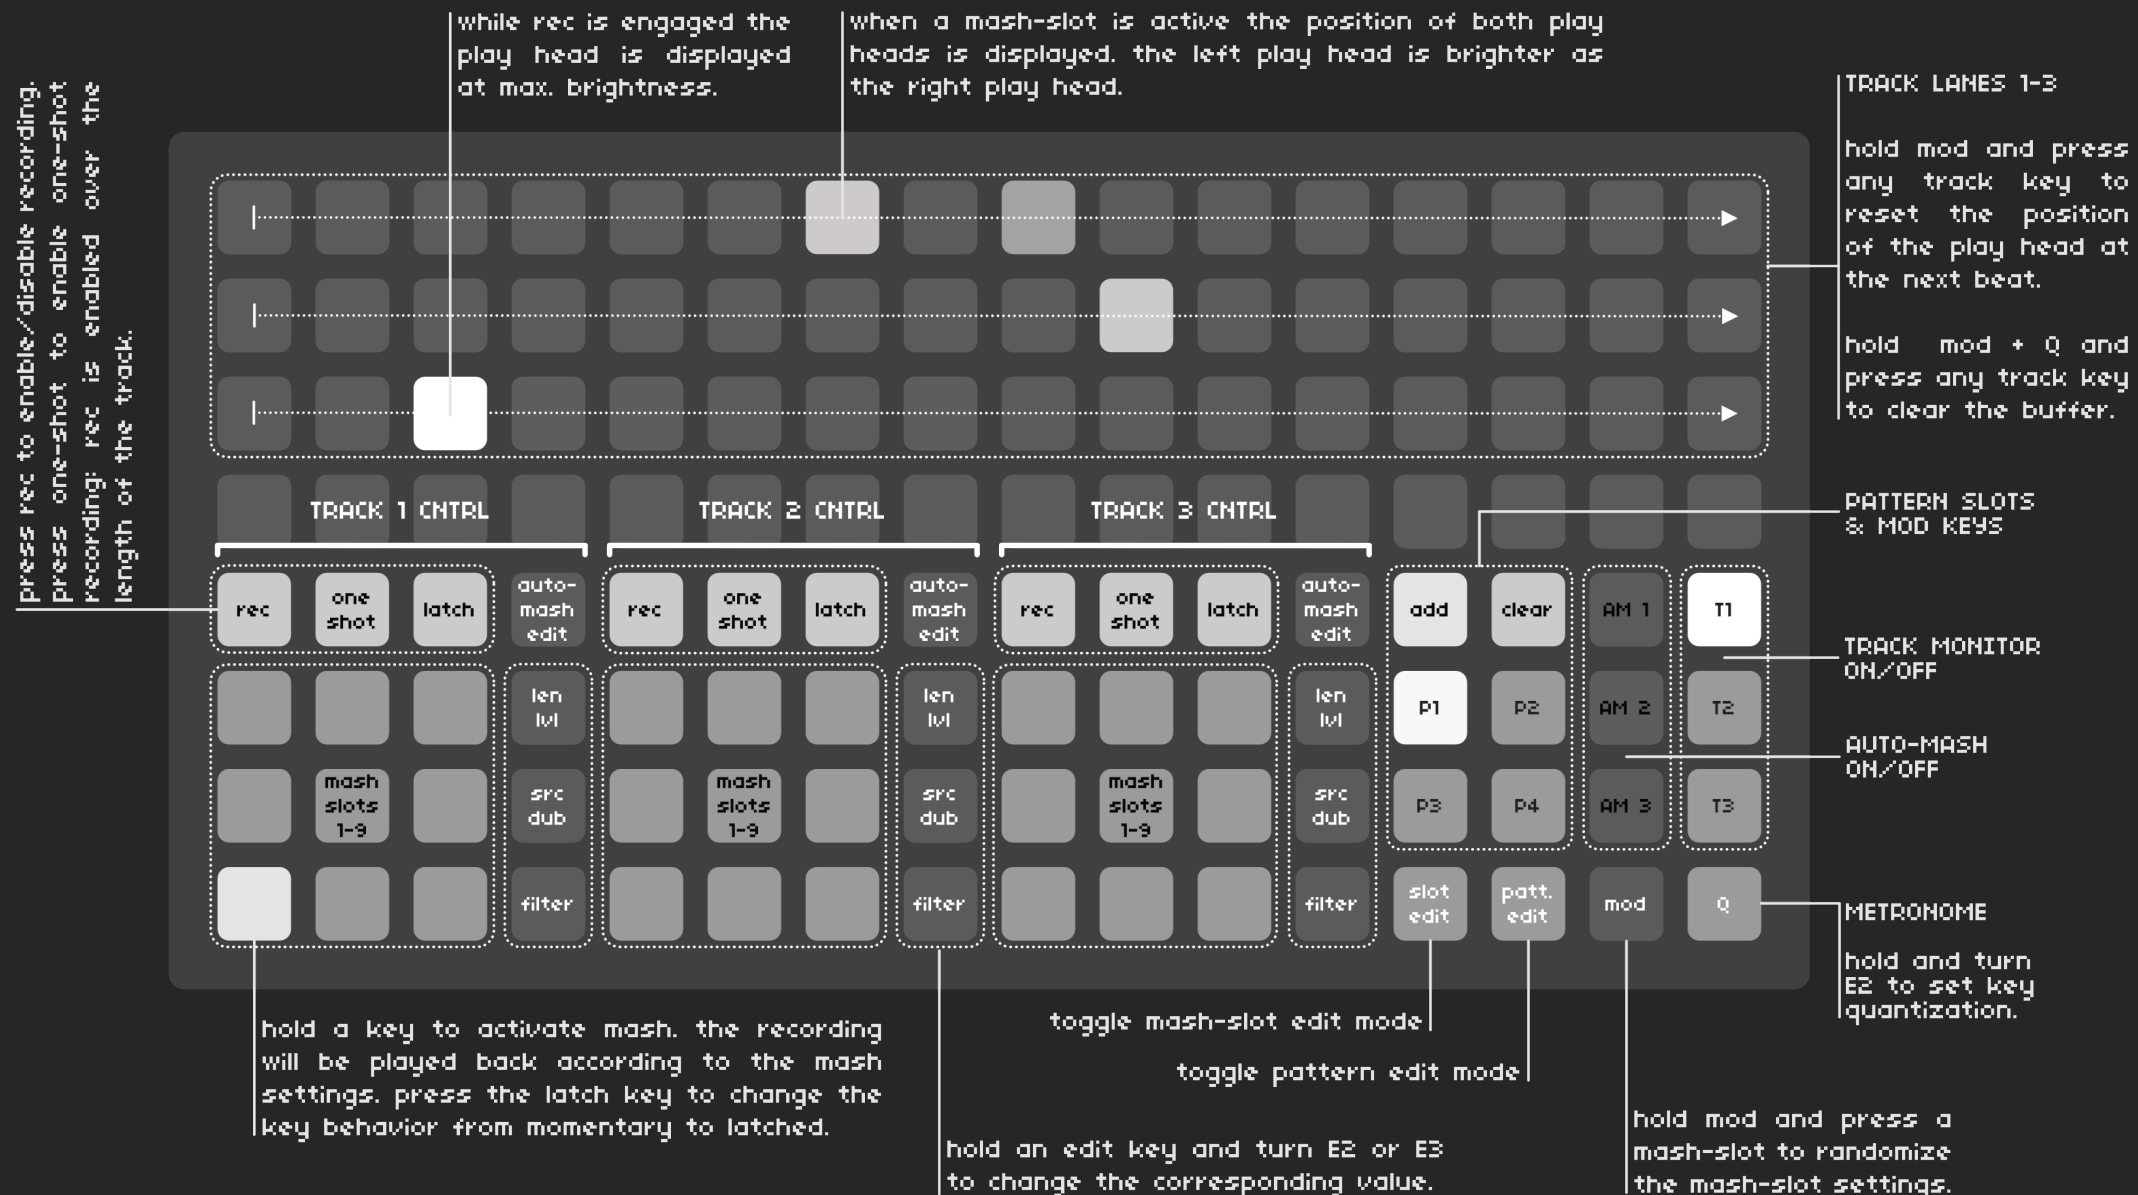 while rec is engaged the
play head is displayed
at max. brightness.
when a mash-slot is active the position of both play
heads is displayed. the left play head is brighter as
the right play head.
press rec to enable/disable recording.
press one-shot to enable one-shot
recording: rec is enabled over the
length of the track.
TRACK LANES 1-3
hold mod and press
any track key to
reset the position
of the play head at
the next beat.
hold mod + Q and
press any track key
to clear the buffer.
TRACK 1 CNTRL
TRACK 2 CNTRL
TRACK 3 CNTRL
PATTERN SLOTS
& MOD KEYS
rec
one
shot
latch
auto-
mash
edit
rec
one
shot
latch
auto-
mash
edit
rec
one
shot
latch
auto-
mash
edit
add
clear
AM 1
T1
TRACK MONITOR
ON/OFF
len
lvl
len
lvl
len
lvl
P1
P2
AM 2
T2
AUTO-MASH
ON/OFF
mash
slots
1-9
src
dub
mash
slots
1-9
src
dub
mash
slots
1-9
src
dub
P3
P4
AM 3
T3
filter
filter
filter
slot
edit
patt.
edit
mod
Q
METRONOME
hold and turn
E2 to set key
quantization.
hold a key to activate mash. the recording
will be played back according to the mash
settings. press the latch key to change the
key behavior from momentary to latched.
toggle mash-slot edit mode
toggle pattern edit mode
hold an edit key and turn E2 or E3
to change the corresponding value.
hold mod and press a
mash-slot to randomize
the mash-slot settings.